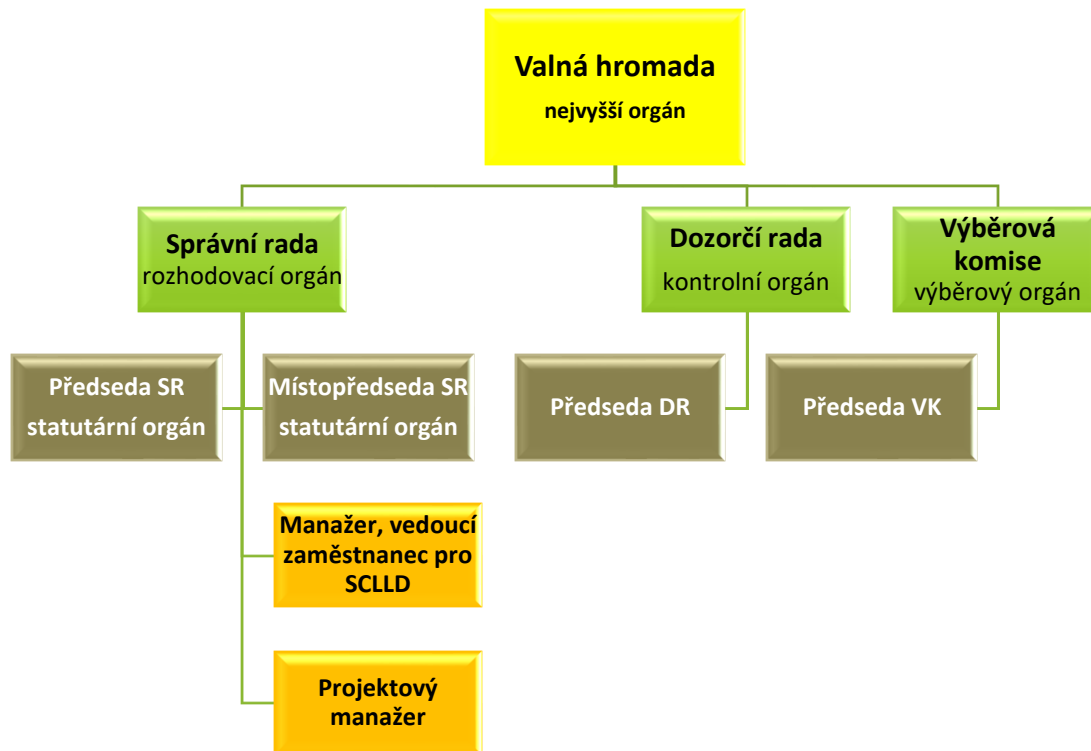 Valná hromada
nejvyšší orgán
Správní rada
rozhodovací orgán
Dozorčí rada
kontrolní orgán
Výběrová
komise
výběrový orgán
Předseda SR
statutární orgán
Místopředseda SR
statutární orgán
Předseda DR
Předseda VK
Manažer, vedoucí
zaměstnanec pro
SCLLD
Projektový
manažer